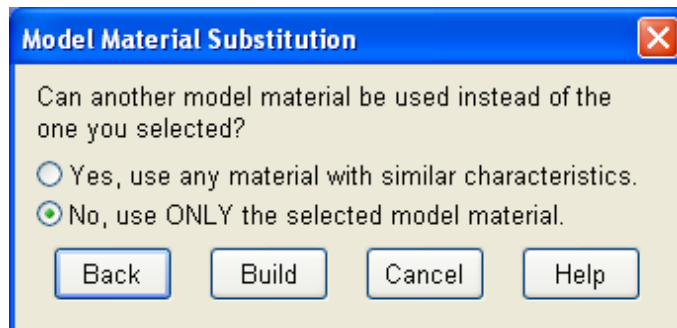 Model Material Substitution
Can another model material be used instead of the
one you selected?
Yes, use any material with similar characteristics.
No, use ONLY the selected model material.
Back Build Cancel Help